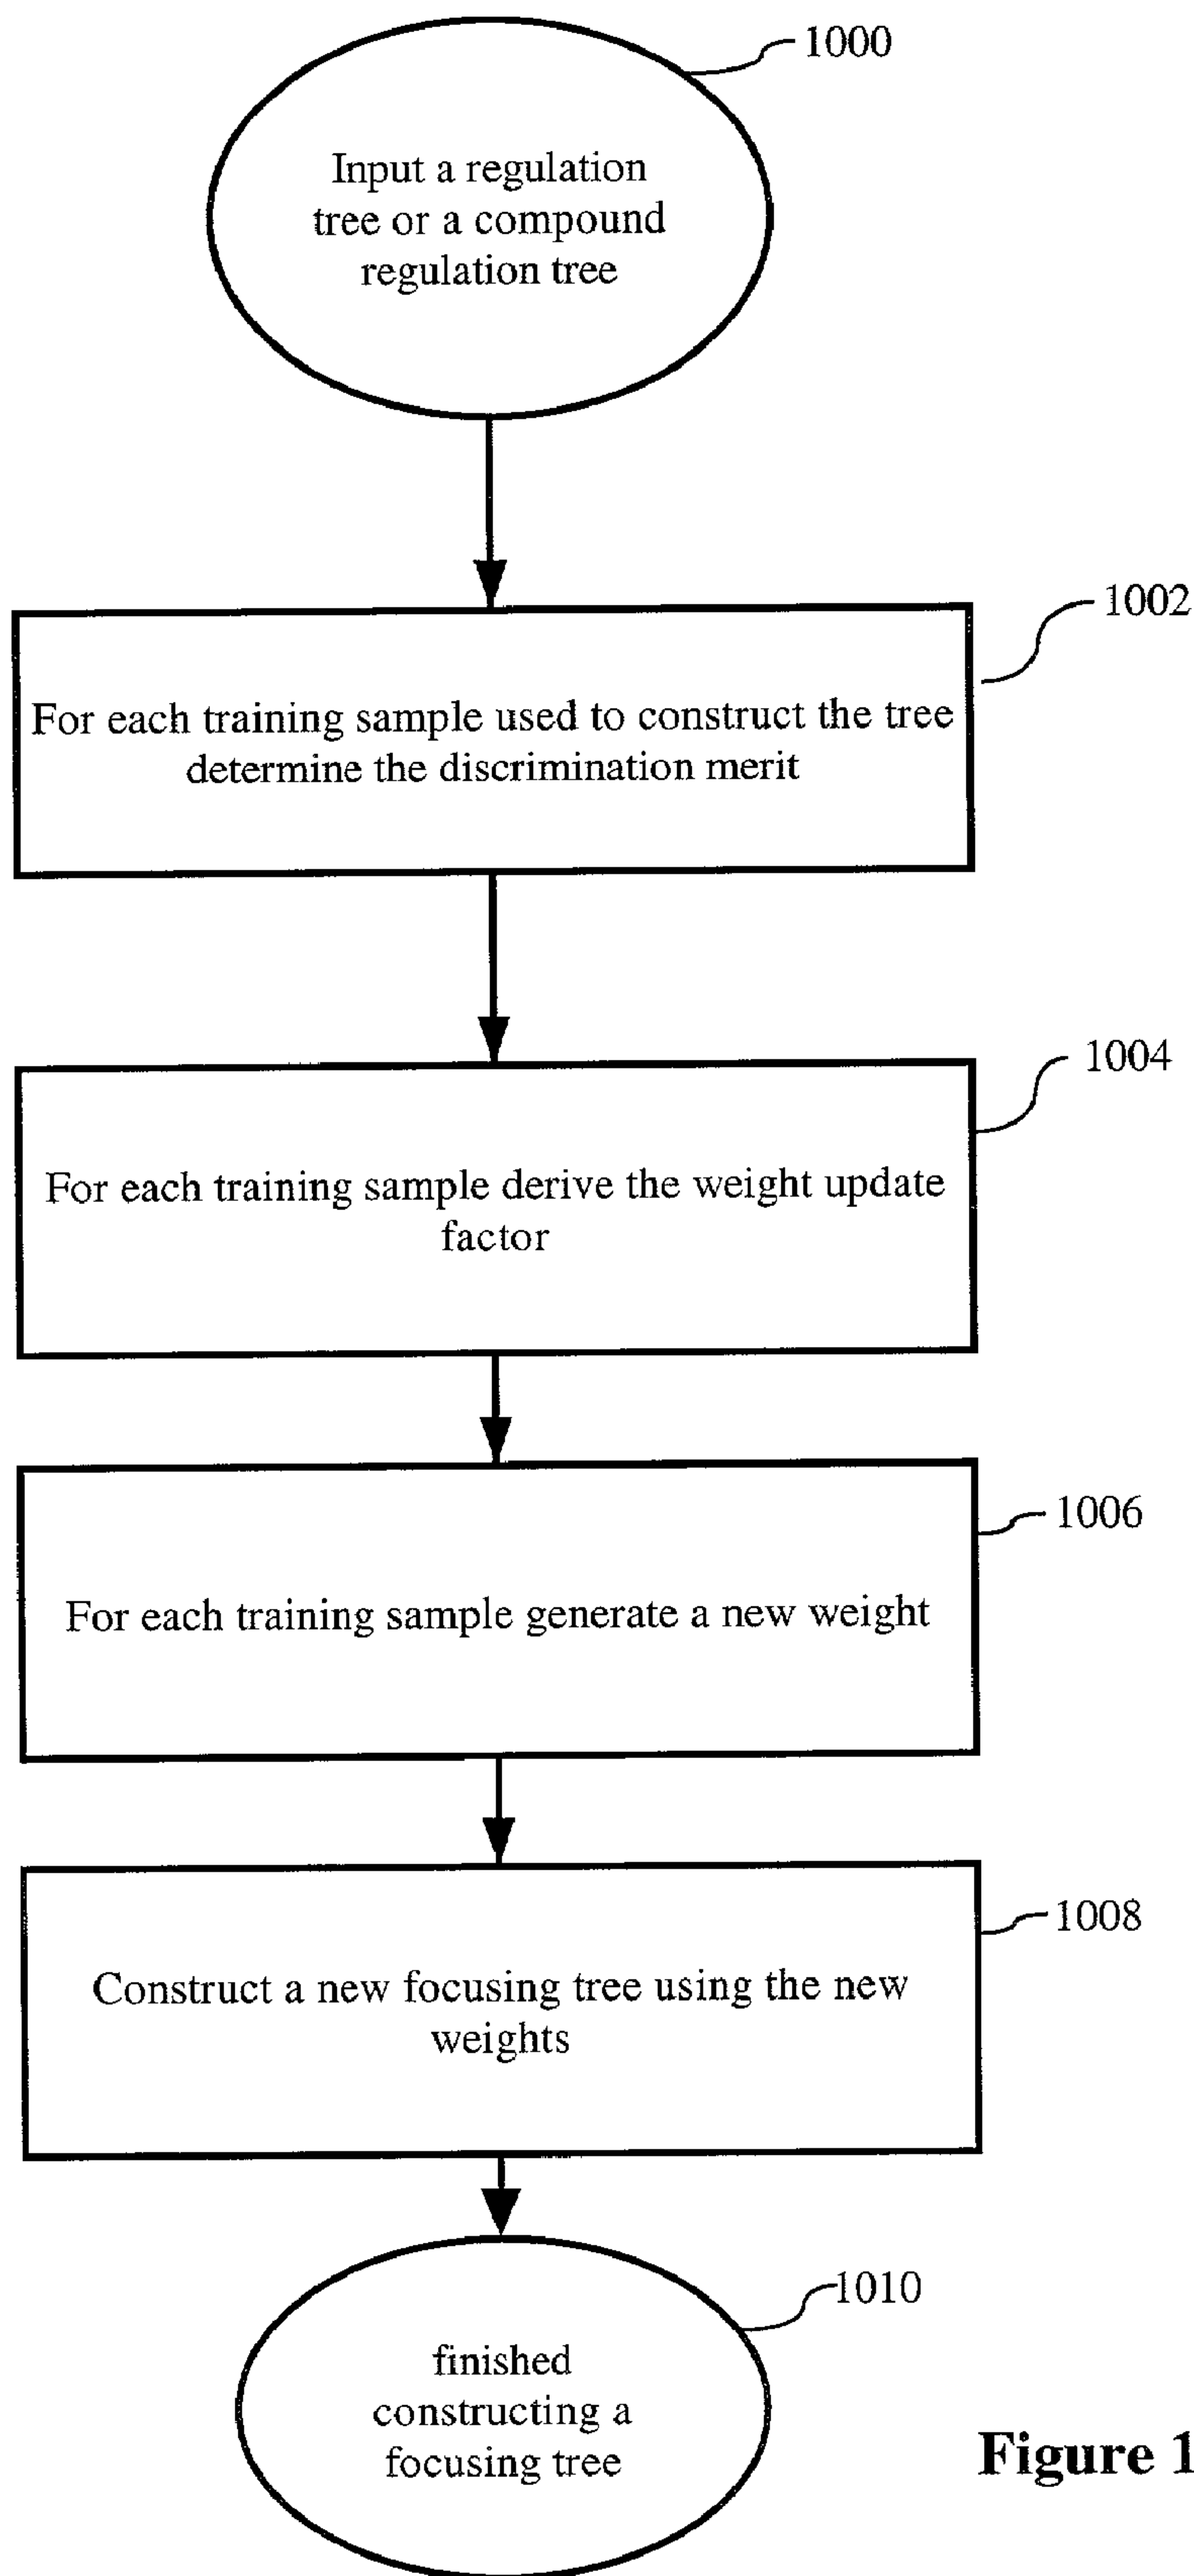 1000
Input a regulation
tree or a compound
regulation tree
1002
For each training sample used to construct the tree
determine the discrimination merit
1004
For each training sample derive the weight update
factor
1006
For each training sample generate a new weight
1008
Construct a new focusing tree using the new
weights
1010
finished
constructing a
focusing tree
Figure 1